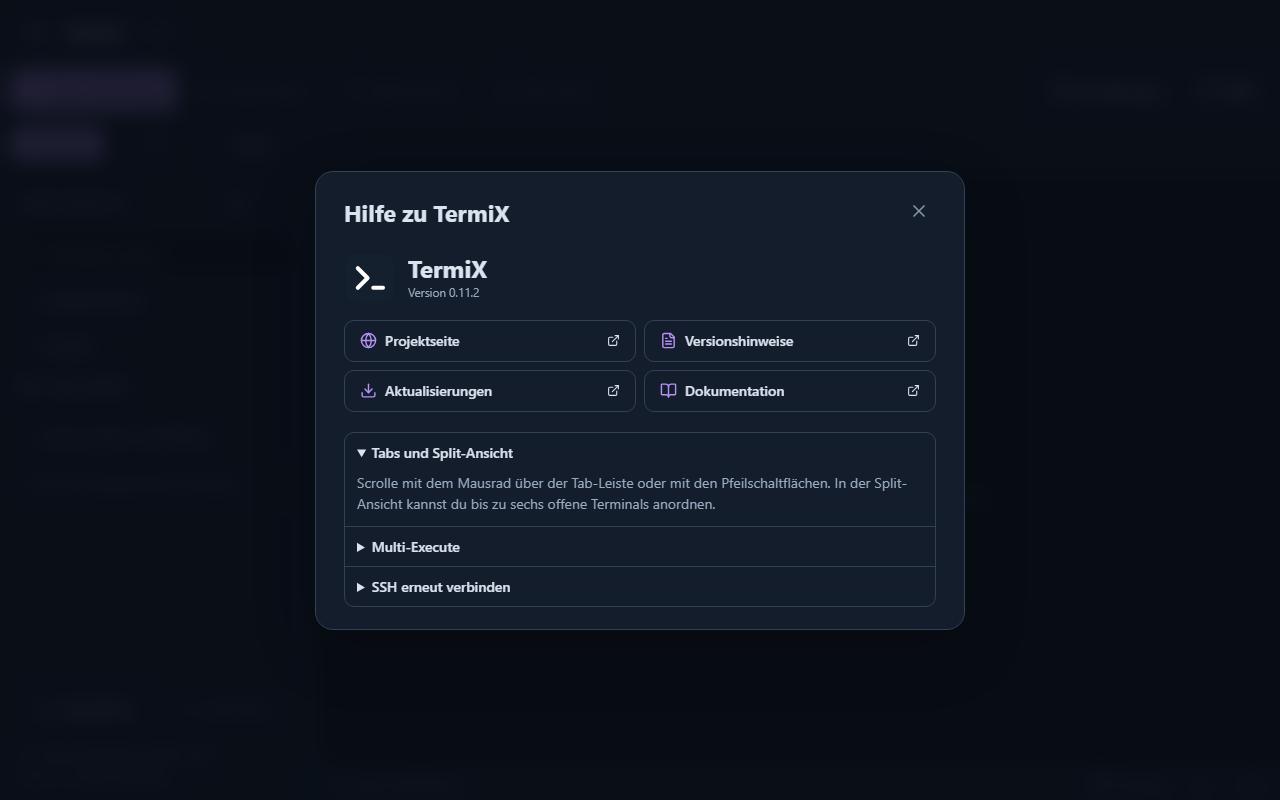 Hilfe zu TermiX
TermiX
Version 0.11.2
Projektseite
Versionshinweise
Aktualisierungen
Dokumentation
Tabs und Split-Ansicht
Scrolle mit dem Mausrad über der Tab-Leiste oder mit den Pfeilschaltflächen. In der Split-
Ansicht kannst du bis zu sechs offene Terminals anordnen.
Multi-Execute
SSH erneut verbinden